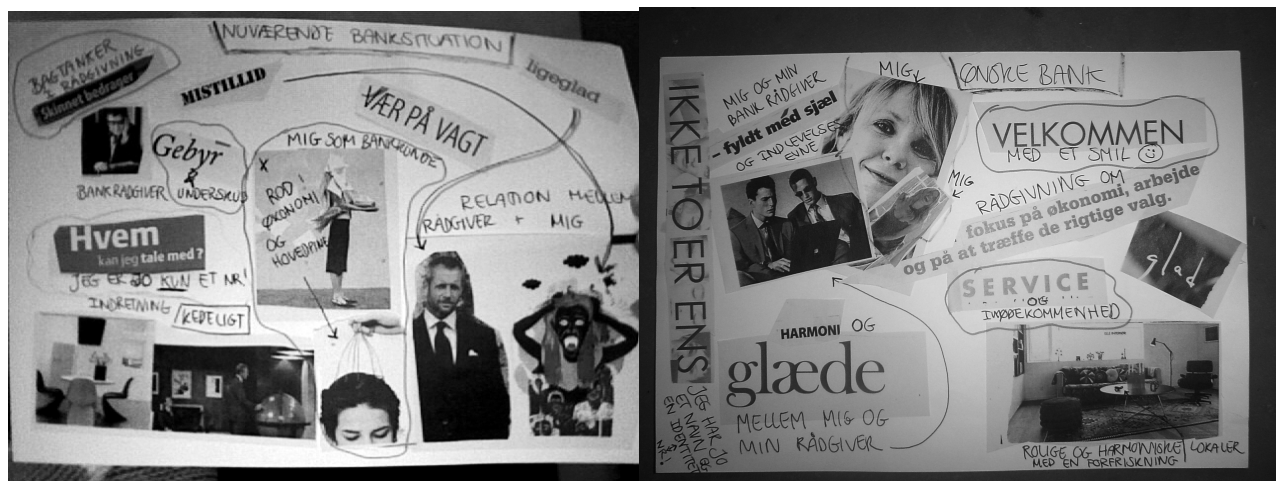 NUVÆRENDE BANKSITUATION
BAGTANKER
I RÅDGIVNING
Skinnet bedrager
MISTILLID
ligeglad
VÆR PÅ VAGT
Gebyr
&
UNDERSKUD
BANKRÅDGIVER
MIG SOM BANKKUNDE
ROD I
ØKONOMI
OG
HOVEDPINE
RELATION MELLEM
RÅDGIVER + MIG
Hvem
kan jeg tale med?
JEG ER JO KUN ET NR!
INDRETNING
KEDELIGT
IKKE TO ER ENS
JEG HAR JO
ET NAVN OG
EN IDENTITET
NR!
MIG OG MIN
BANK RÅDGIVER
- fyldt med sjæl
OG INDLEVELSES
EVNE
MIG
ØNSKE BANK
VELKOMMEN
MED ET SMIL ☺
MIG
RÅDGIVNING OM
fokus på økonomi, arbejde
og på at træffe de rigtige valg.
glad
SERVICE
OG
IMØDEKOMMENHED
HARMONI OG
glæde
MELLEM MIG OG
MIN RÅDGIVER
ROLIGE OG HARMONISKE LOKALER
MED EN FORFRISKNING